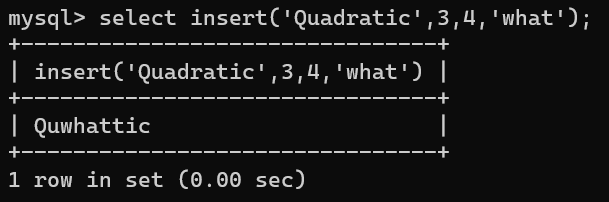 mysql> select insert('Quadratic',3,4,'what');
+--------------------------------+
| insert('Quadratic',3,4,'what') |
+--------------------------------+
| Quwhattic                      |
+--------------------------------+
1 row in set (0.00 sec)